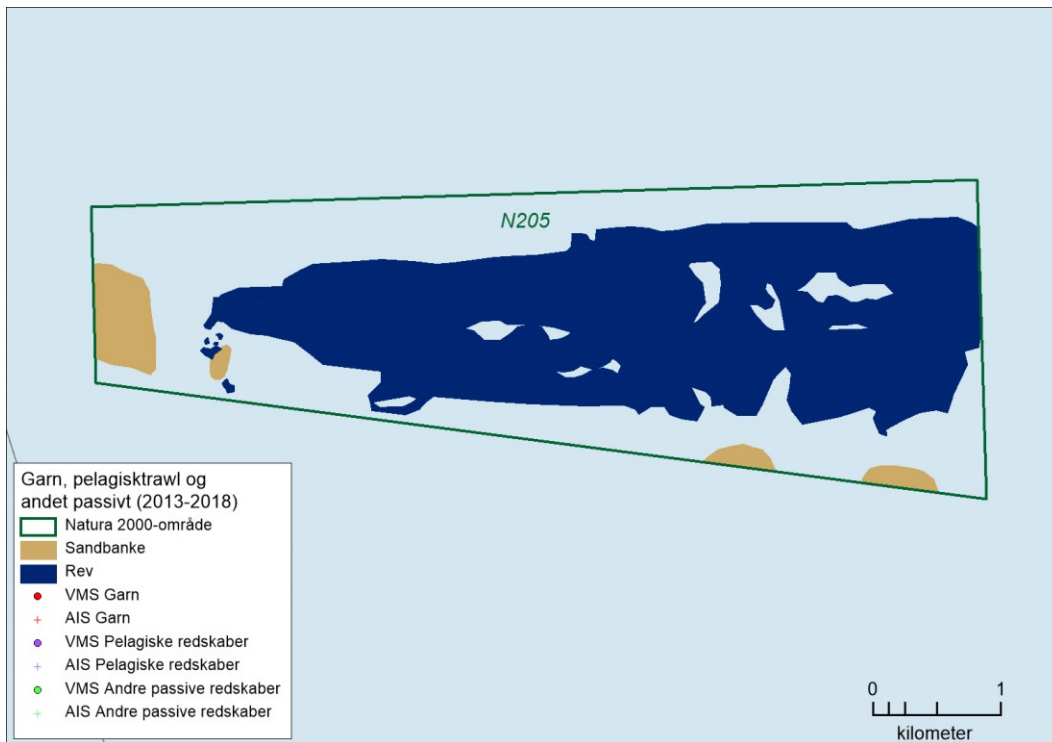 N205
Garn, pelagisktrawl og
andet passivt (2013-2018)
Natura 2000-område
Sandbanke
Rev
VMS Garn
AIS Garn
VMS Pelagiske redskaber
AIS Pelagiske redskaber
VMS Andre passive redskaber
AIS Andre passive redskaber
0 1
kilometer